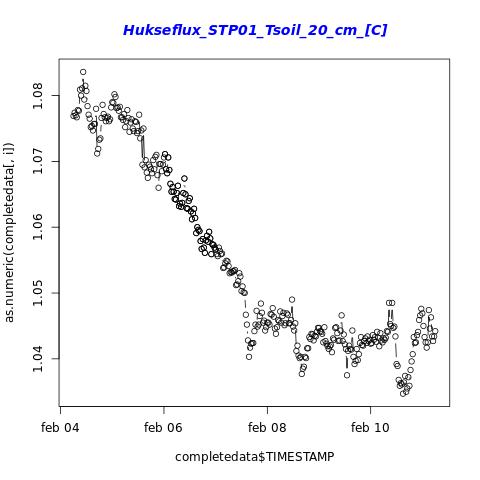 Hukseflux_STP01_Tsoil_20_cm_[C]
as.numeric(completedata[, i])
1.08
1.07
1.06
1.05
1.04
feb 04 feb 06 feb 08 feb 10
completedata$TIMESTAMP